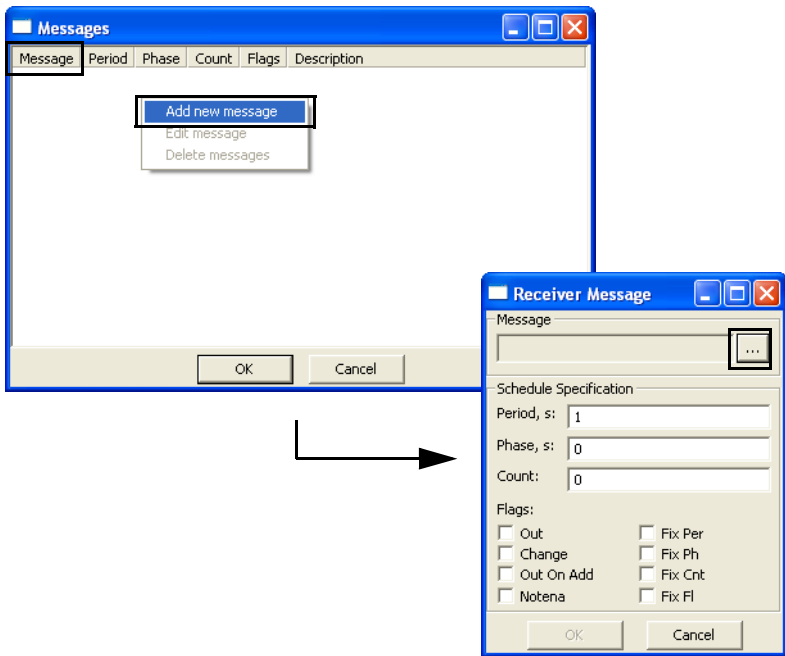 Messages
Message Period Phase Count Flags Description
Add new message
Edit message
Delete messages
OK Cancel
Receiver Message
Message
...
Schedule Specification
Period, s: 1
Phase, s: 0
Count: 0
Flags:
Out Fix Per
Change Fix Ph
Out On Add Fix Cnt
Notena Fix Fl
OK Cancel